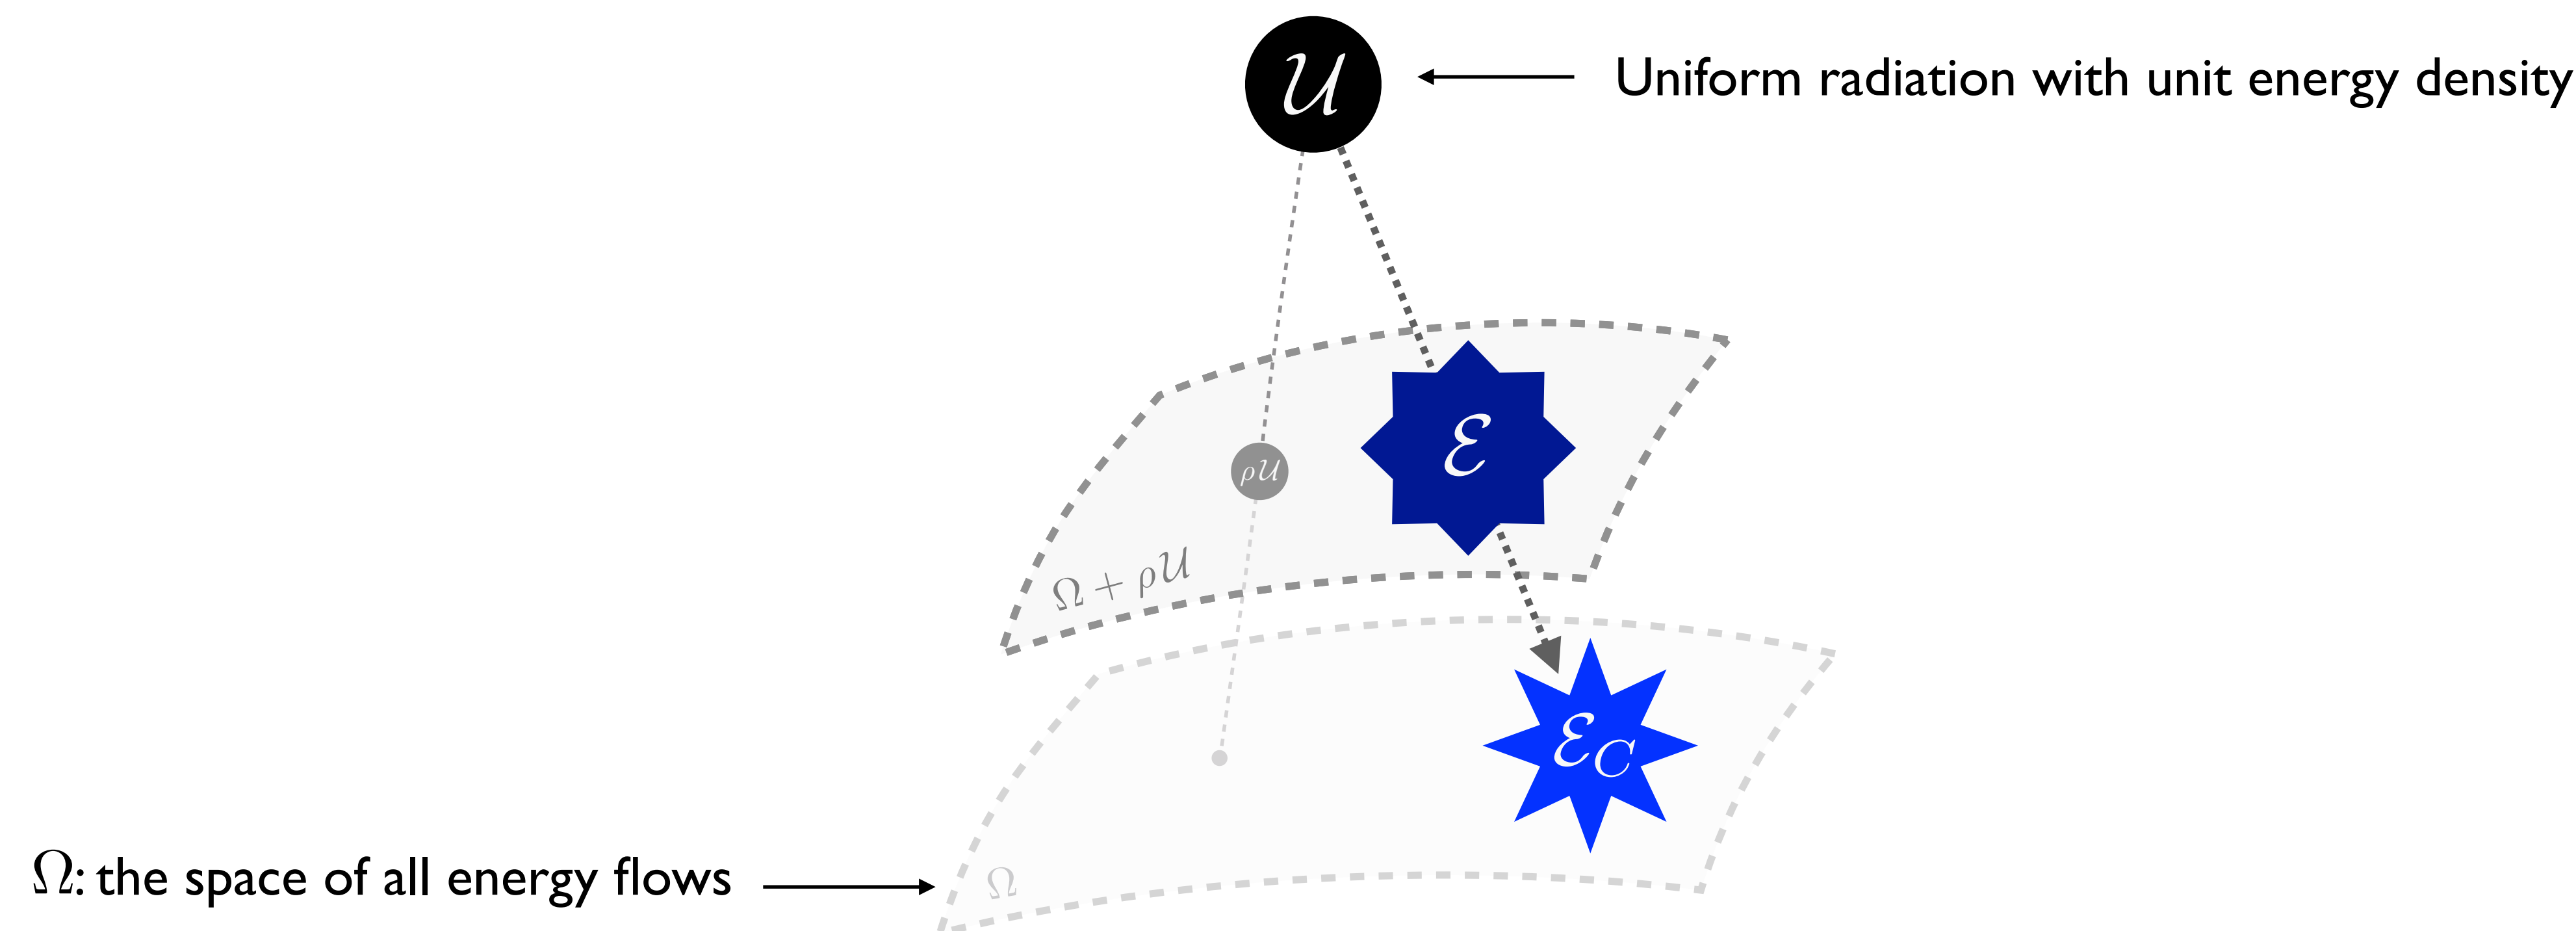 𝒰
Uniform radiation with unit energy density
ℰ
ρ𝒰
Ω + ρ𝒰
ℰ_C
Ω: the space of all energy flows
Ω